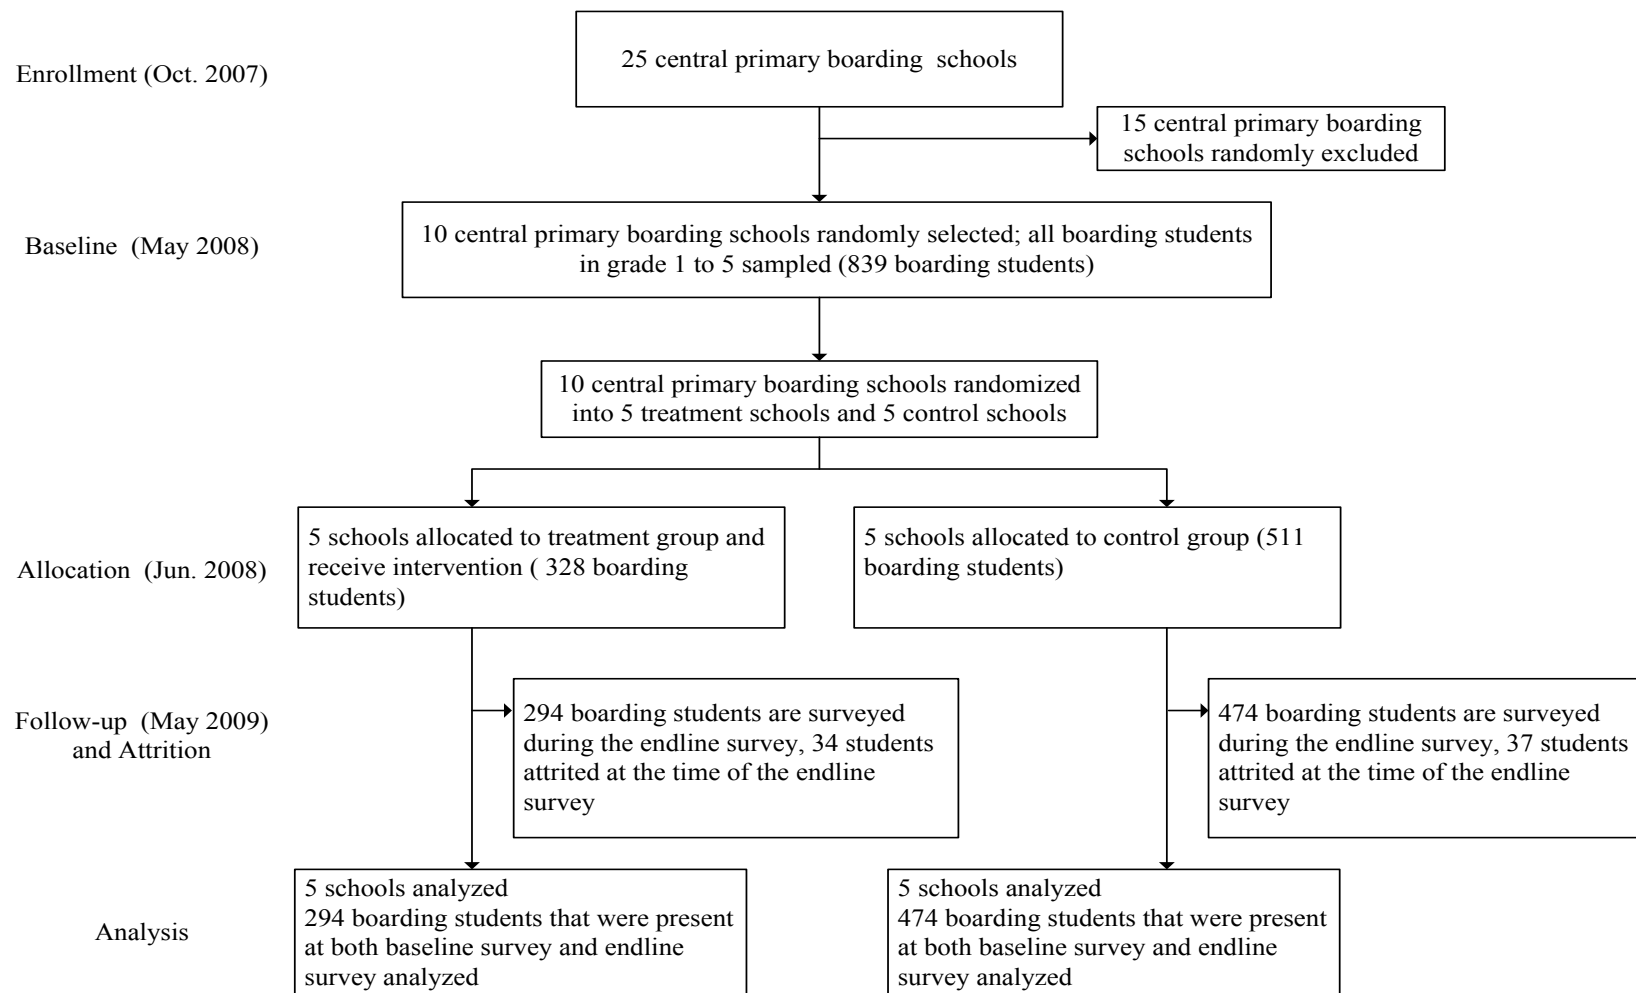 Enrollment (Oct. 2007)
25 central primary boarding schools
15 central primary boarding
schools randomly excluded
Baseline (May 2008)
10 central primary boarding schools randomly selected; all boarding students
in grade 1 to 5 sampled (839 boarding students)
10 central primary boarding schools randomized
into 5 treatment schools and 5 control schools
Allocation (Jun. 2008)
5 schools allocated to treatment group and
receive intervention ( 328 boarding
students)
5 schools allocated to control group (511
boarding students)
Follow-up (May 2009)
and Attrition
294 boarding students are surveyed
during the endline survey, 34 students
attrited at the time of the endline
survey
474 boarding students are surveyed
during the endline survey, 37 students
attrited at the time of the endline
survey
Analysis
5 schools analyzed
294 boarding students that were present
at both baseline survey and endline
survey analyzed
5 schools analyzed
474 boarding students that were present
at both baseline survey and endline
survey analyzed